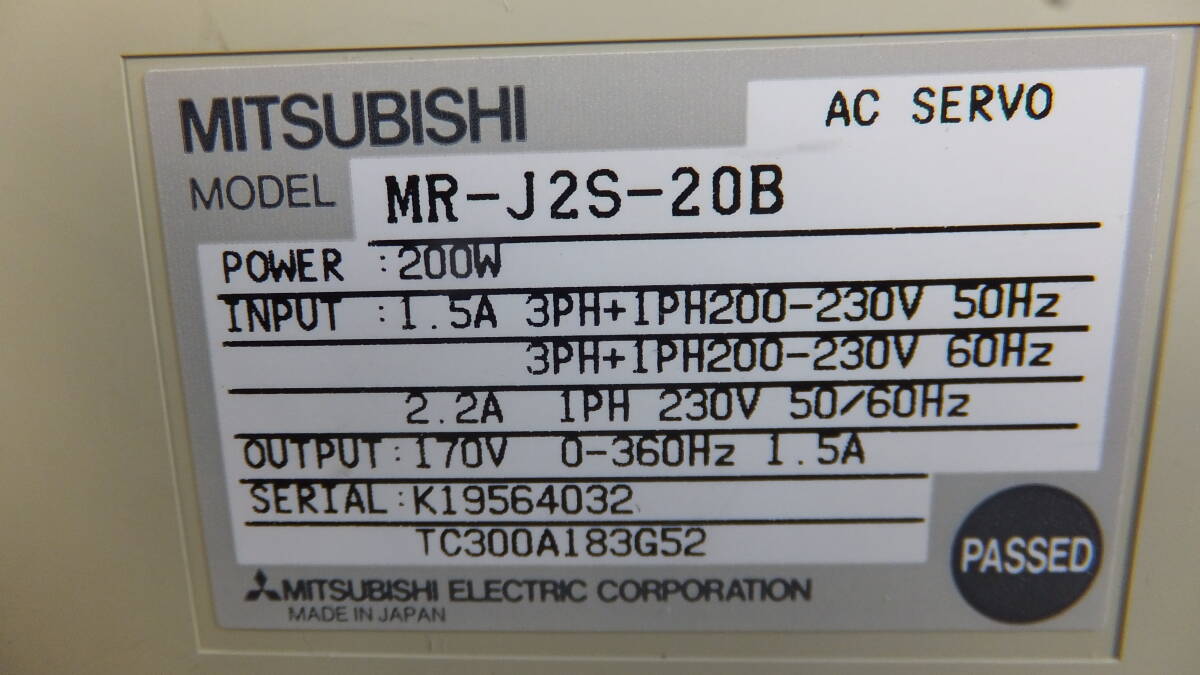 MITSUBISHI
AC SERVO
MODEL MR-J2S-20B
POWER :200W
INPUT :1.5A 3PH+1PH200-230V 50Hz
3PH+1PH200-230V 60Hz
2.2A 1PH 230V 50/60Hz
OUTPUT:170V 0-360Hz 1.5A
SERIAL:K19564032
TC300A183G52
PASSED
MITSUBISHI ELECTRIC CORPORATION
MADE IN JAPAN